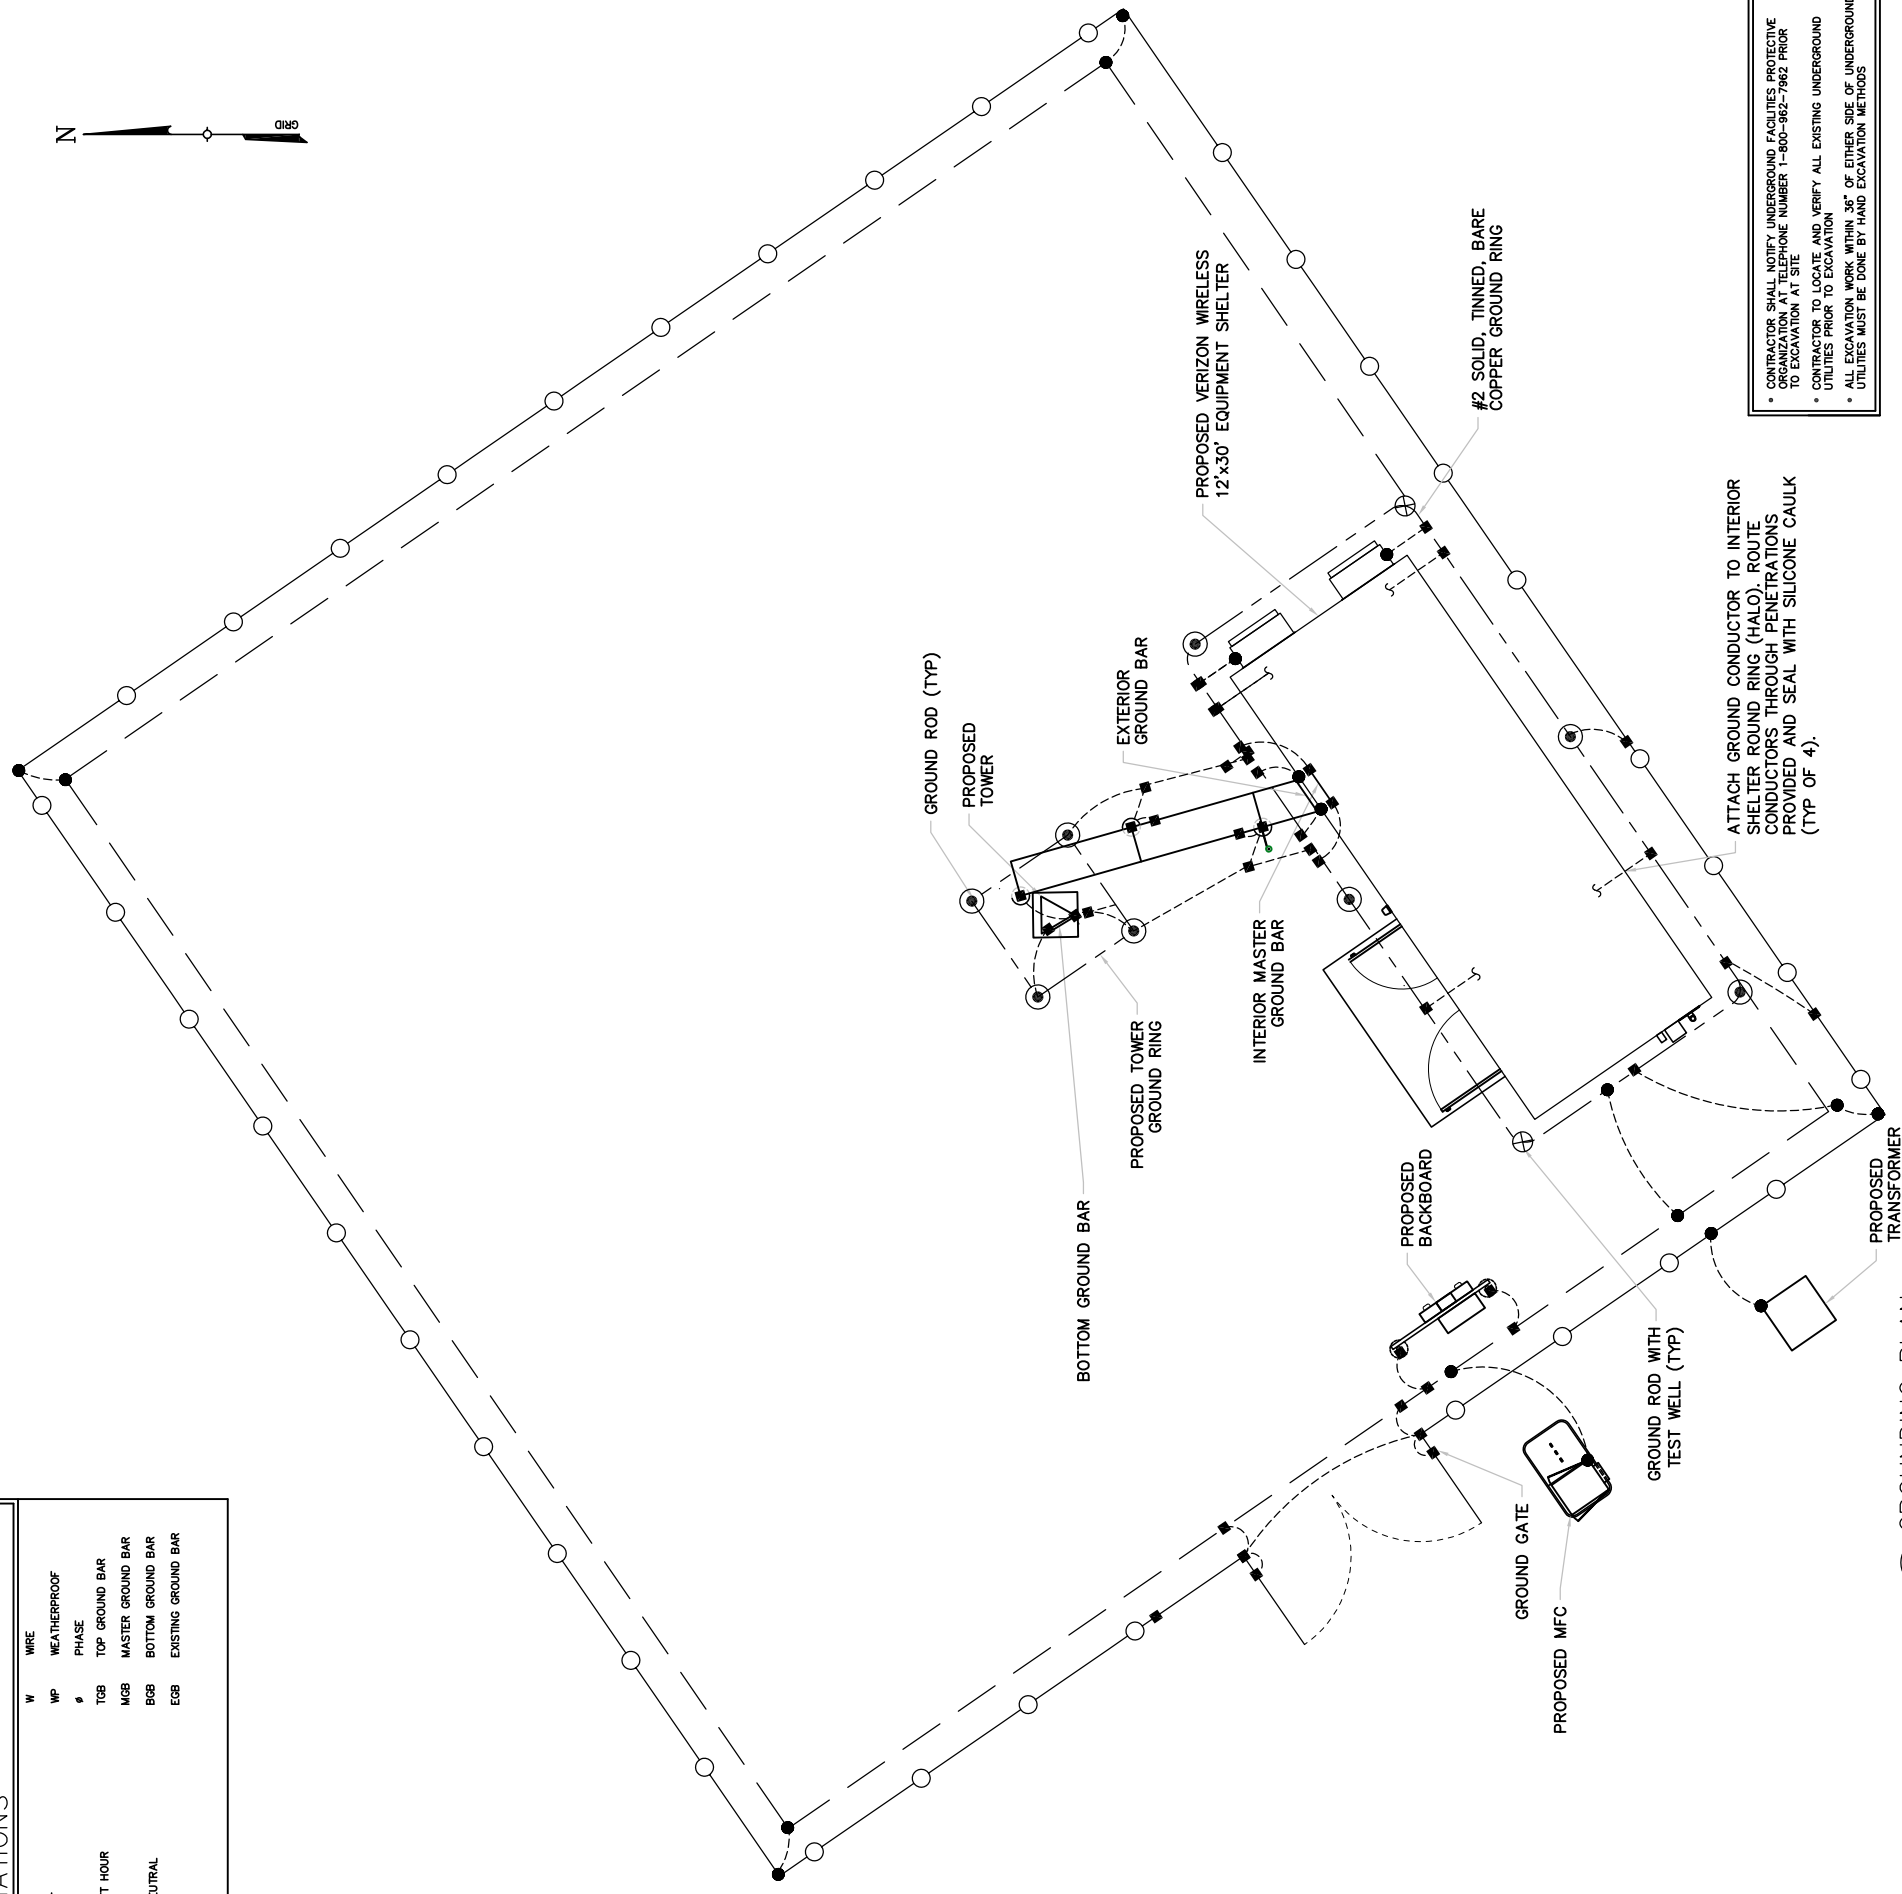 N
GRID
CONTRACTOR SHALL NOTIFY UNDERGROUND FACILITIES PROTECTIVE
ORGANIZATION AT TELEPHONE NUMBER 1-800-962-7962 PRIOR
TO EXCAVATION AT SITE
CONTRACTOR TO LOCATE AND VERIFY ALL EXISTING UNDERGROUND
UTILITIES PRIOR TO EXCAVATION
ALL EXCAVATION WORK WITHIN 36" OF EITHER SIDE OF UNDERGROUND
UTILITIES MUST BE DONE BY HAND EXCAVATION METHODS
#2 SOLID, TINNED, BARE
COPPER GROUND RING
PROPOSED VERIZON WIRELESS
12'x30' EQUIPMENT SHELTER
ATTACH GROUND CONDUCTOR TO INTERIOR
SHELTER ROUND RING (HALO). ROUTE
CONDUCTORS THROUGH PENETRATIONS
PROVIDED AND SEAL WITH SILICONE CAULK
(TYP OF 4).
GROUND ROD (TYP)
PROPOSED
TOWER
EXTERIOR
GROUND BAR
INTERIOR MASTER
GROUND BAR
PROPOSED TOWER
GROUND RING
BOTTOM GROUND BAR
PROPOSED
BACKBOARD
PROPOSED
TRANSFORMER
GROUND ROD WITH
TEST WELL (TYP)
GROUND GATE
PROPOSED MFC
W WIRE
WP WEATHERPROOF
ø PHASE
TGB TOP GROUND BAR
MGB MASTER GROUND BAR
BGB BOTTOM GROUND BAR
EGB EXISTING GROUND BAR
HOUR